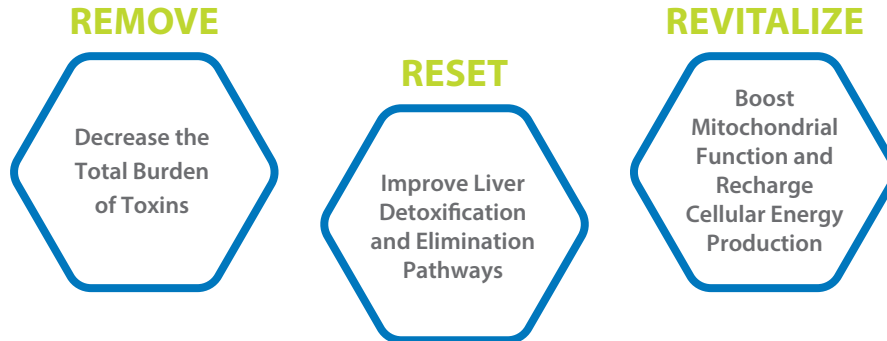 REMOVE
Decrease the
Total Burden
of Toxins
RESET
Improve Liver
Detoxification
and Elimination
Pathways
REVITALIZE
Boost
Mitochondrial
Function and
Recharge
Cellular Energy
Production